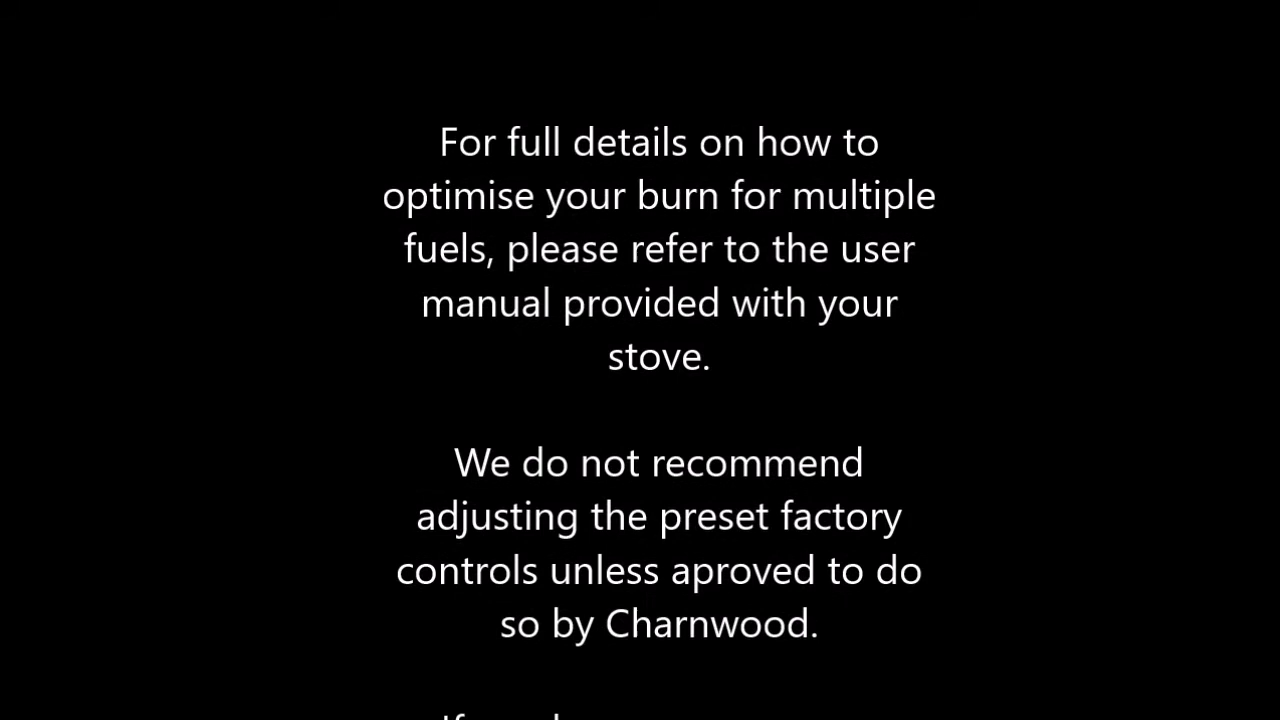 For full details on how to
optimise your burn for multiple
fuels, please refer to the user
manual provided with your
stove.
We do not recommend
adjusting the preset factory
controls unless aproved to do
so by Charnwood.